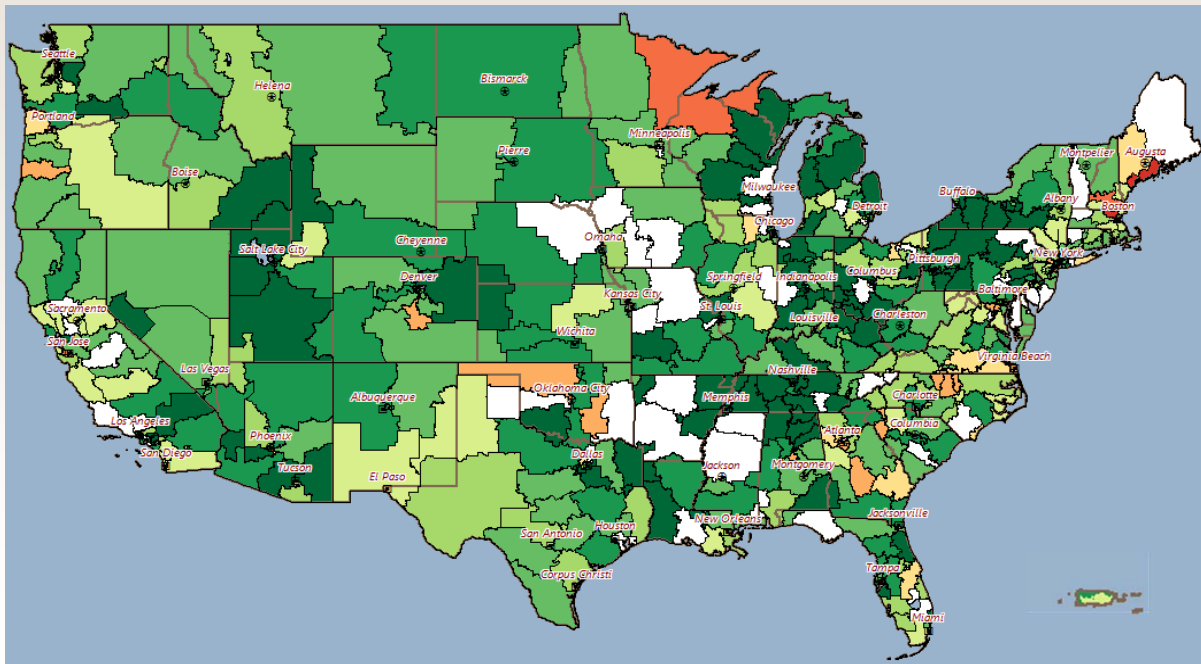 Seattle
Helena
Bismarck
Portland
Minneapolis
Montpelier
Augusta
Boise
Pierre
Milwaukee
Detroit
Buffalo
Albany
Boston
Salt Lake City
Cheyenne
Omaha
Chicago
Pittsburgh
New York
Sacramento
Denver
Kansas City
Springfield
Indianapolis
Columbus
Baltimore
San Jose
St. Louis
Louisville
Charleston
Las Vegas
Wichita
Virginia Beach
Nashville
Albuquerque
Oklahoma City
Memphis
Charlotte
Los Angeles
Phoenix
Atlanta
Columbia
San Diego
Tucson
El Paso
Dallas
Jackson
Montgomery
San Antonio
Houston
New Orleans
Jacksonville
Corpus Christi
Tampa
Miami